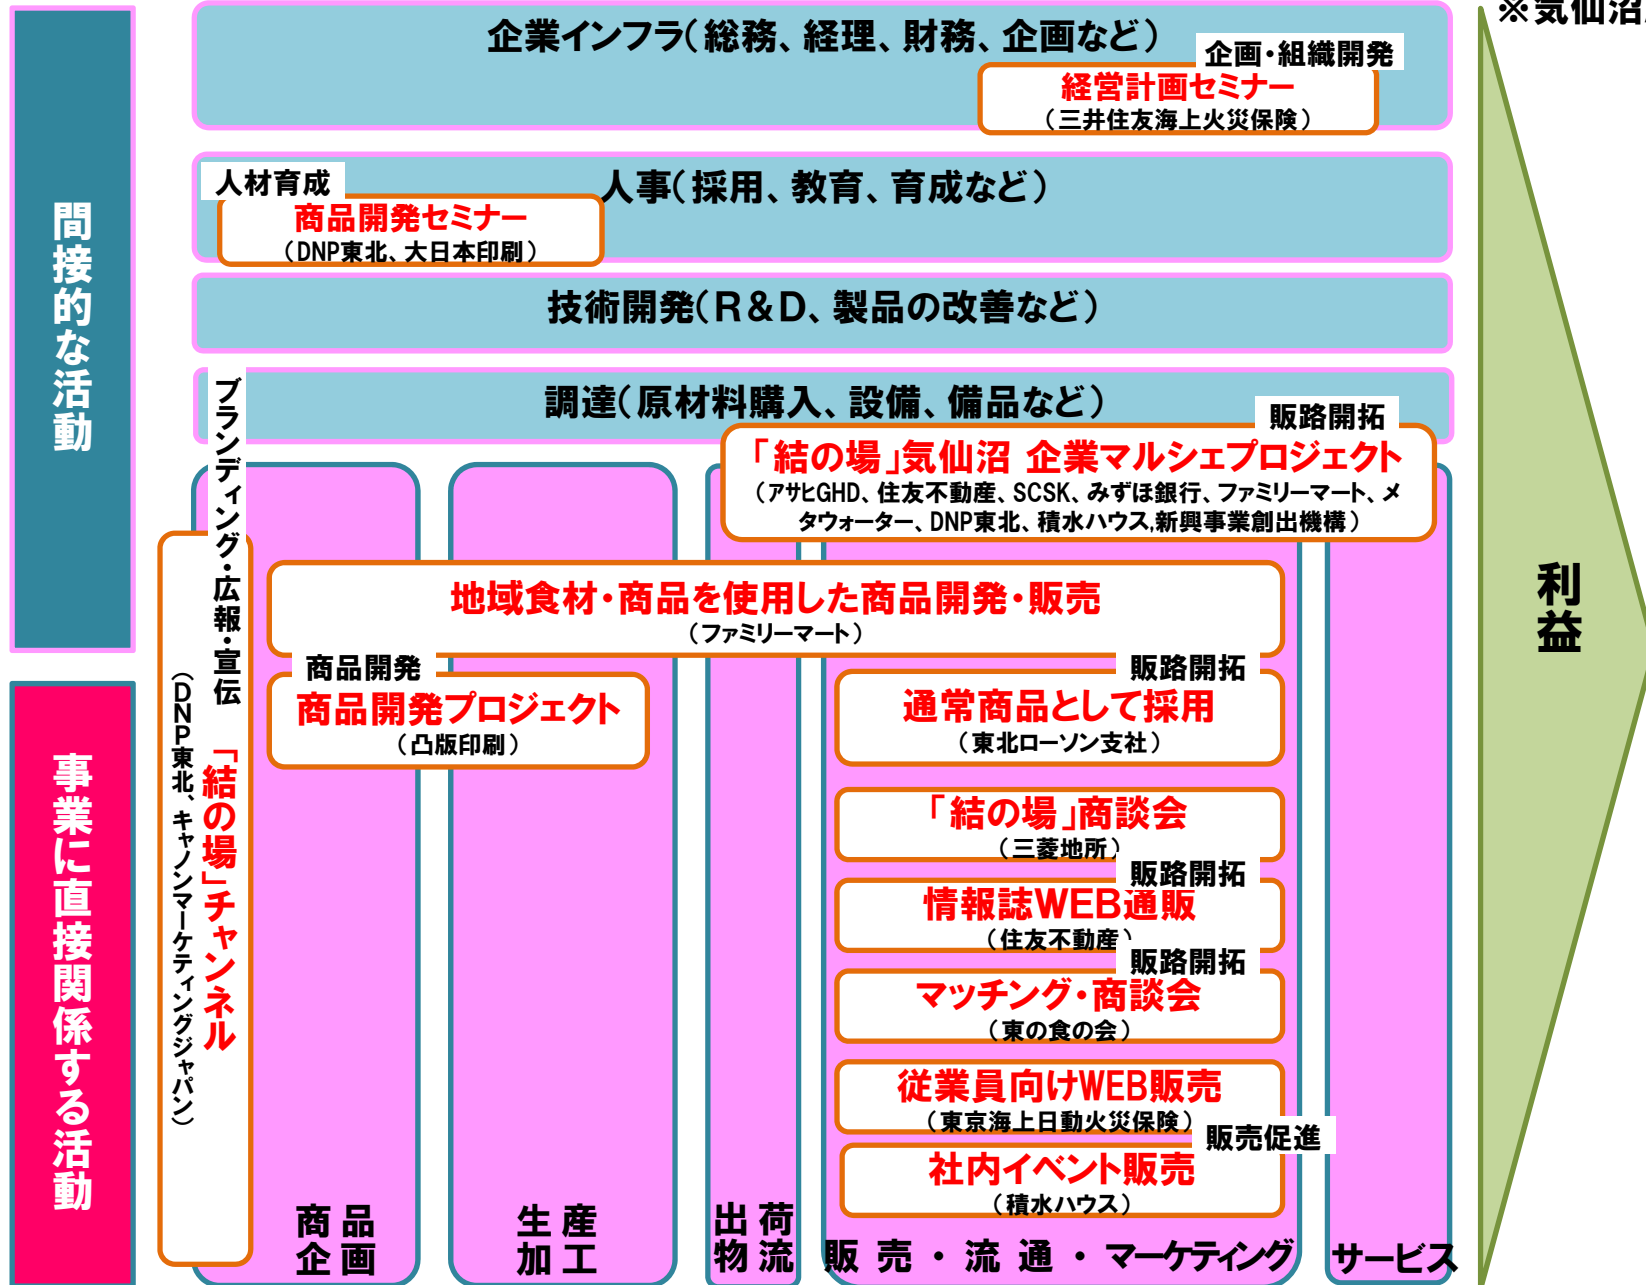 ※気仙沼
企業インフラ（総務、経理、財務、企画など）
企画・組織開発
経営計画セミナー
（三井住友海上火災保険）
人材育成
人事（採用、教育、育成など）
商品開発セミナー
（DNP東北、大日本印刷）
技術開発（R&D、製品の改善など）
調達（原材料購入、設備、備品など）
間接的な活動
事業に直接関係する活動
ブランディング・広報・宣伝
「結の場」チャンネル
（DNP東北、キャノンマーケティングジャパン）
販路開拓
「結の場」気仙沼 企業マルシェプロジェクト
（アサヒGHD、住友不動産、SCSK、みずほ銀行、ファミリーマート、メ
タウォーター、DNP東北、積水ハウス,新興事業創出機構）
地域食材・商品を使用した商品開発・販売
（ファミリーマート）
商品開発
商品開発プロジェクト
（凸版印刷）
販路開拓
通常商品として採用
（東北ローソン支社）
「結の場」商談会
（三菱地所）
販路開拓
情報誌WEB通販
（住友不動産）
販路開拓
マッチング・商談会
（東の食の会）
従業員向けWEB販売
（東京海上日動火災保険）
販売促進
社内イベント販売
（積水ハウス）
商品
企画
生産
加工
出荷
物流
販売・流通・マーケティング
サービス
利益